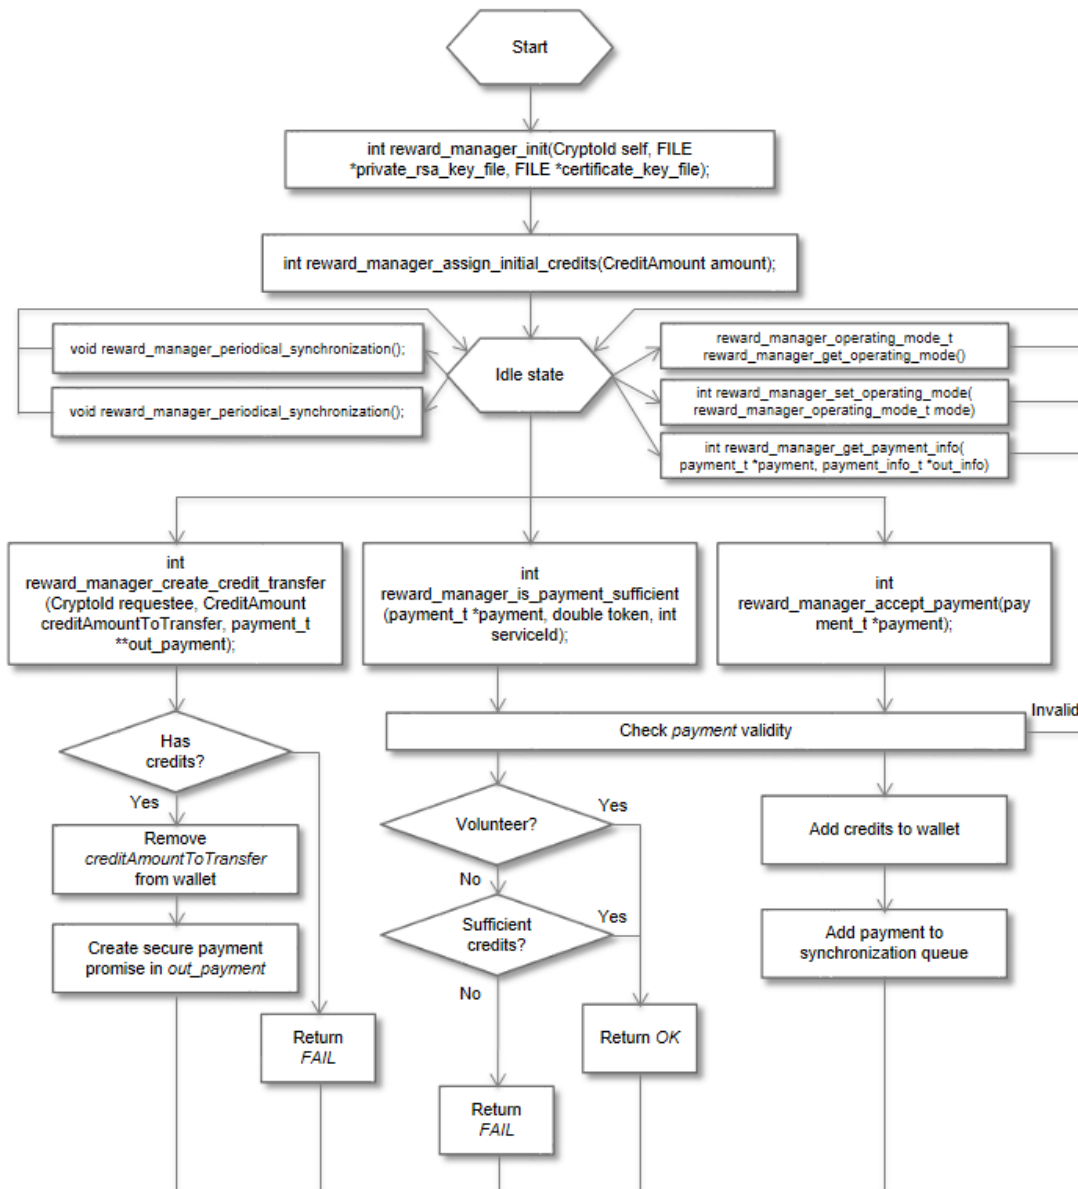 Start
int reward_manager_init(CryptoId self, FILE
*private_rsa_key_file, FILE *certificate_key_file);
int reward_manager_assign_initial_credits(CreditAmount amount);
void reward_manager_periodical_synchronization();
void reward_manager_periodical_synchronization();
Idle state
reward_manager_operating_mode_t
reward_manager_get_operating_mode()
int reward_manager_set_operating_mode(
reward_manager_operating_mode_t mode)
int reward_manager_get_payment_info(
payment_t *payment, payment_info_t *out_info)
int
reward_manager_create_credit_transfer
(CryptoId requestee, CreditAmount
creditAmountToTransfer, payment_t
**out_payment);
int
reward_manager_is_payment_sufficient
(payment_t *payment, double token, int
serviceId);
int
reward_manager_accept_payment(pay
ment_t *payment);
Invalid
Check payment validity
Has
credits?
Yes
Remove
creditAmountToTransfer
from wallet
Create secure payment
promise in out_payment
Return
FAIL
Volunteer?
Yes
No
Sufficient
credits?
Yes
No
Return OK
Return
FAIL
Add credits to wallet
Add payment to
synchronization queue